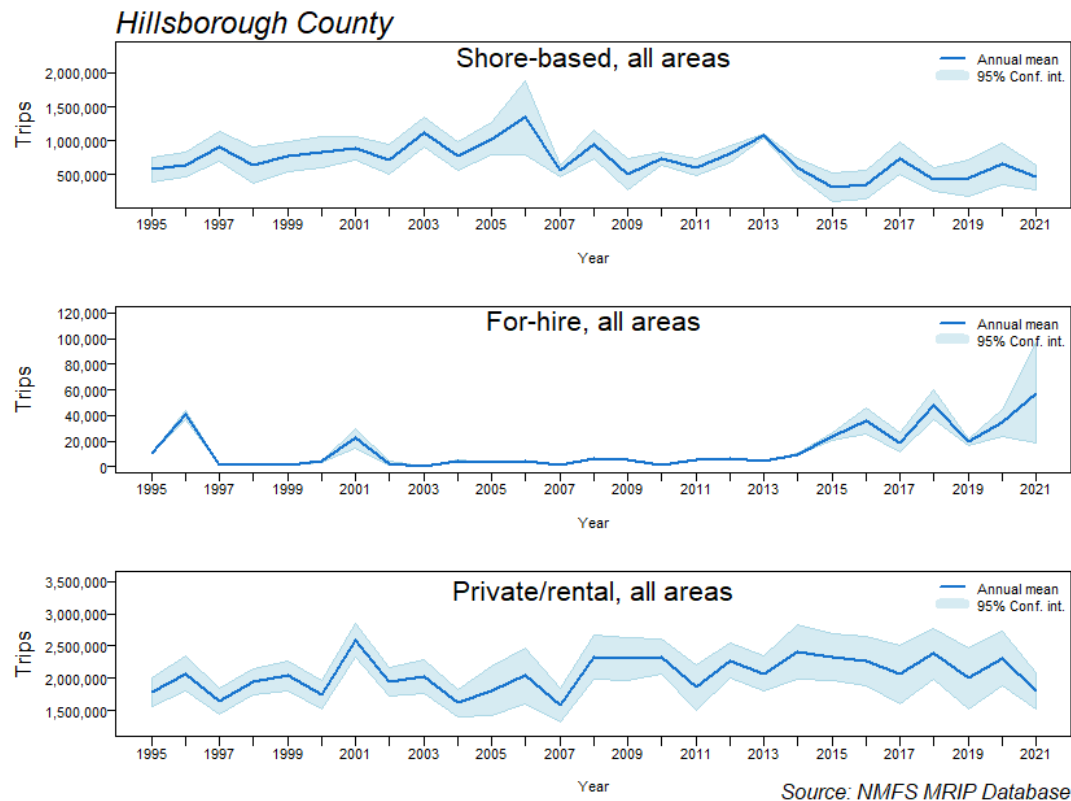 Hillsborough County
Shore-based, all areas
Annual mean
95% Conf. int.
Trips
2,000,000
1,500,000
1,000,000
500,000
1995 1997 1999 2001 2003 2005 2007 2009 2011 2013 2015 2017 2019 2021
Year
For-hire, all areas
Annual mean
95% Conf. int.
Trips
120,000
100,000
80,000
60,000
40,000
20,000
0
1995 1997 1999 2001 2003 2005 2007 2009 2011 2013 2015 2017 2019 2021
Year
Private/rental, all areas
Annual mean
95% Conf. int.
Trips
3,500,000
3,000,000
2,500,000
2,000,000
1,500,000
1995 1997 1999 2001 2003 2005 2007 2009 2011 2013 2015 2017 2019 2021
Year
Source: NMFS MRIP Database